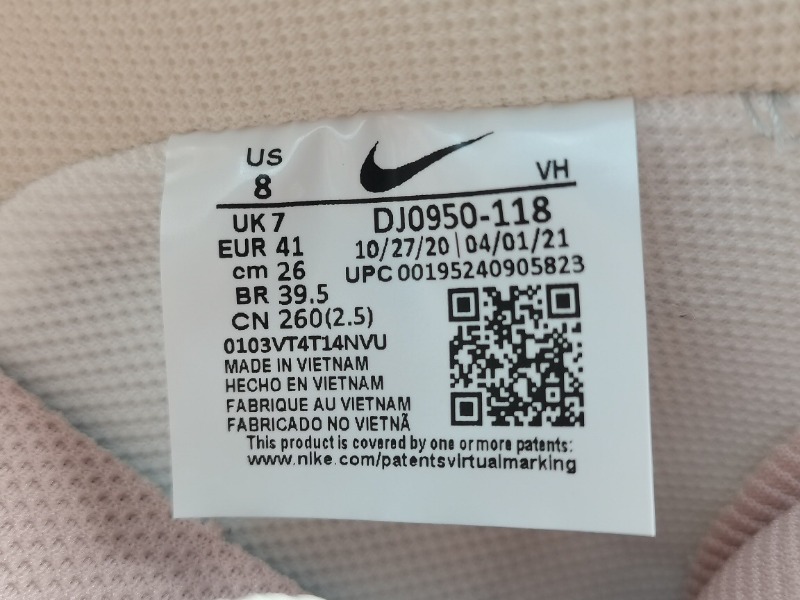 US
8
VH
UK 7
EUR 41
cm 26
BR 39.5
CN 260(2.5)
DJ0950-118
10/27/20 | 04/01/21
UPC 00195240905823
0103VT4T14NVU
MADE IN VIETNAM
HECHO EN VIETNAM
FABRIQUE AU VIETNAM
FABRICADO NO VIETNÃ
This product is covered by one or more patents:
www.nike.com/patentsvirtualmarking